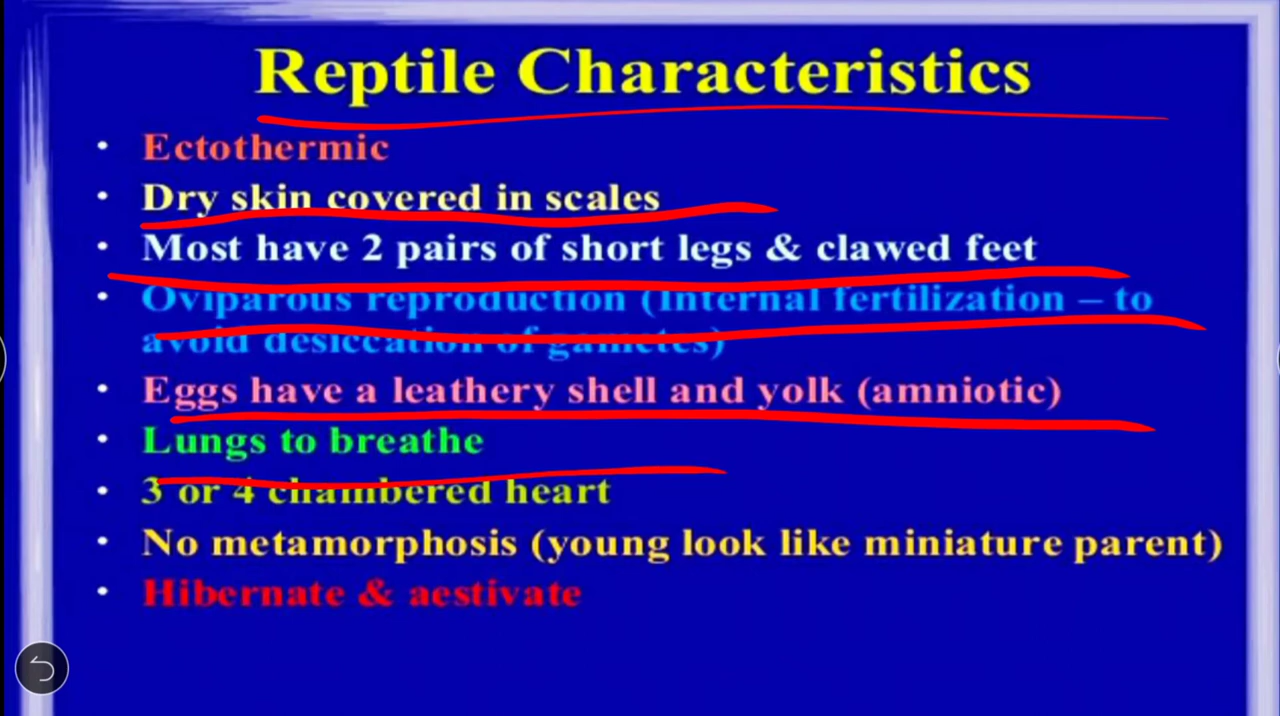 Reptile Characteristics
• Ectothermic
• Dry skin covered in scales
• Most have 2 pairs of short legs & clawed feet
• Oviparous reproduction (Internal fertilization – to
avoid desiccation of gametes)
• Eggs have a leathery shell and yolk (amniotic)
• Lungs to breathe
• 3 or 4 chambered heart
• No metamorphosis (young look like miniature parent)
• Hibernate & aestivate